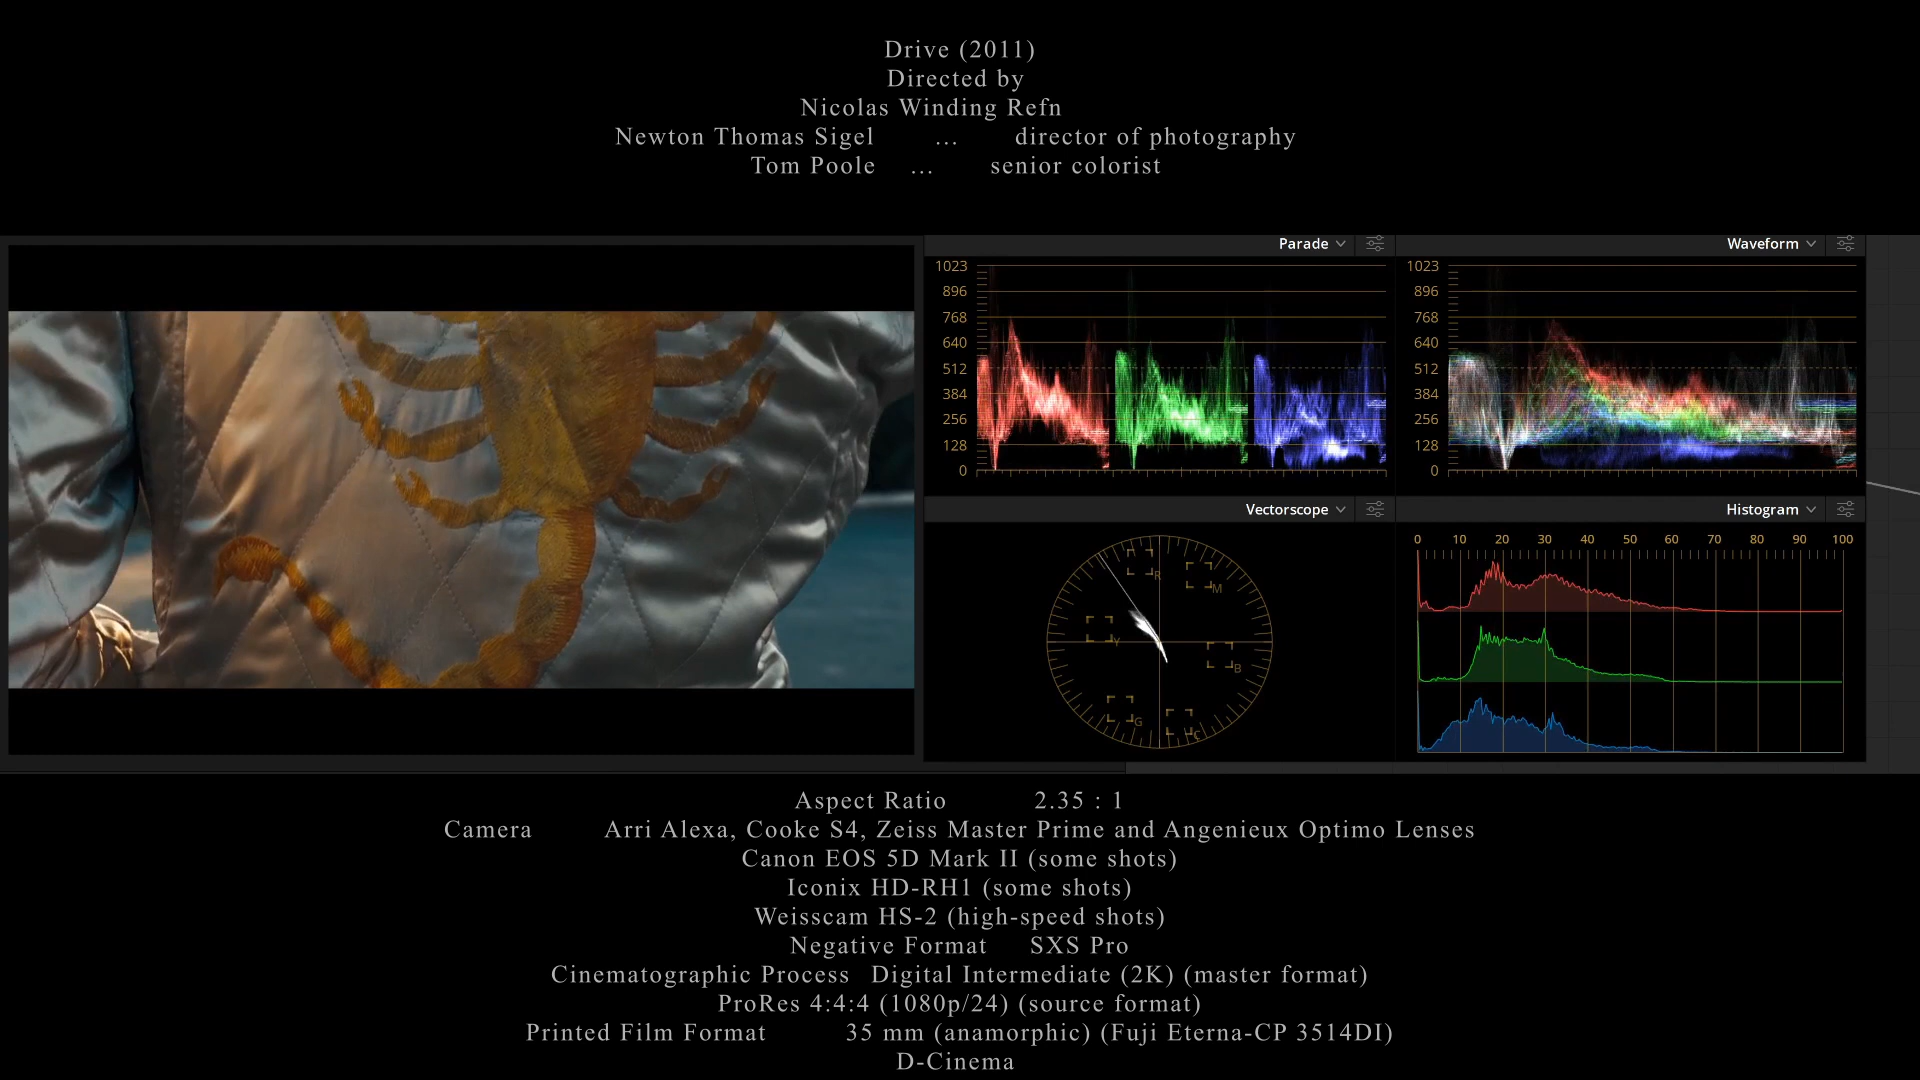 Drive (2011)
Directed by
Nicolas Winding Refn
Newton Thomas Sigel ... director of photography
Tom Poole ... senior colorist
Parade
Waveform
1023
896
768
640
512
384
256
128
0
1023
896
768
640
512
384
256
128
0
Vectorscope
Histogram
R
M
Y
B
G
C
0 10 20 30 40 50 60 70 80 90 100
Aspect Ratio 2.35 : 1
Camera Arri Alexa, Cooke S4, Zeiss Master Prime and Angenieux Optimo Lenses
Canon EOS 5D Mark II (some shots)
Iconix HD-RH1 (some shots)
Weisscam HS-2 (high-speed shots)
Negative Format SXS Pro
Cinematographic Process Digital Intermediate (2K) (master format)
ProRes 4:4:4 (1080p/24) (source format)
Printed Film Format 35 mm (anamorphic) (Fuji Eterna-CP 3514DI)
D-Cinema